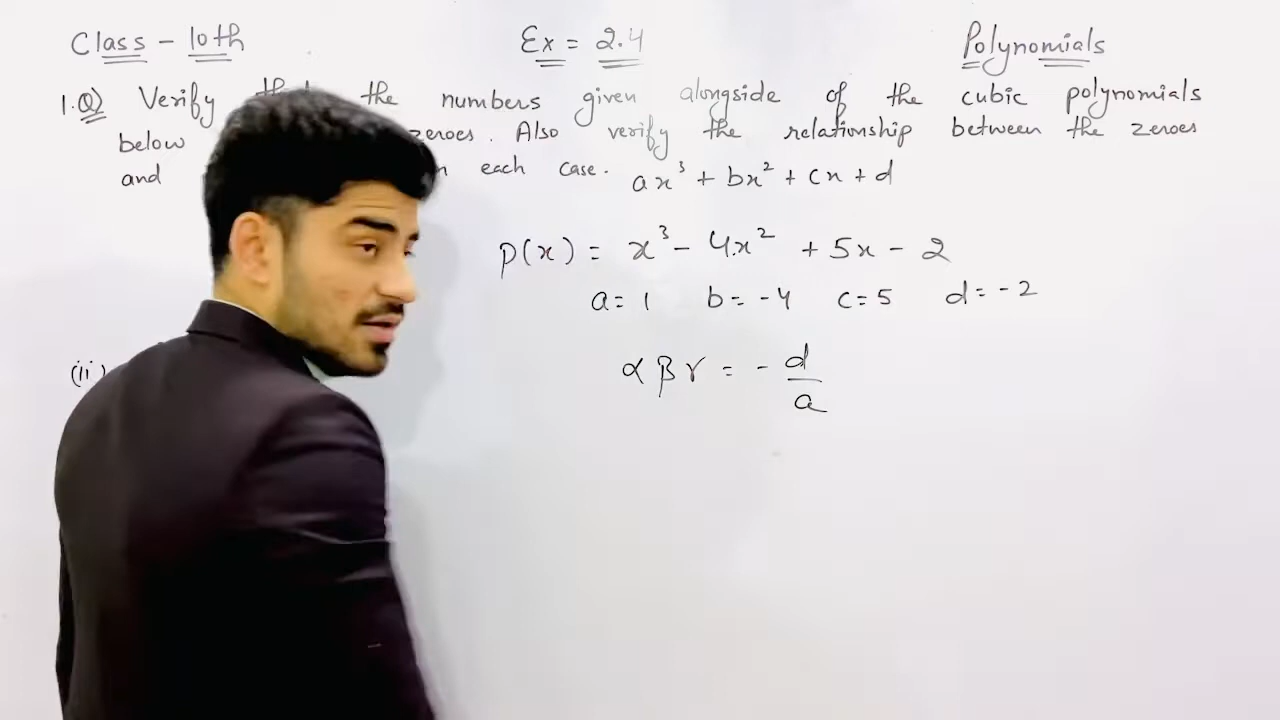 Class - 10th Ex = 2.4 Polynomials
1.Q) Verify the numbers given alongside of the cubic polynomials
below zeroes. Also verify the relationship between the zeroes
and each case. ax³ + bx² + cx + d
p(x) = x³ - 4x² + 5x - 2
a = 1 b = -4 c = 5 d = -2
(ii) α β γ = - d/a